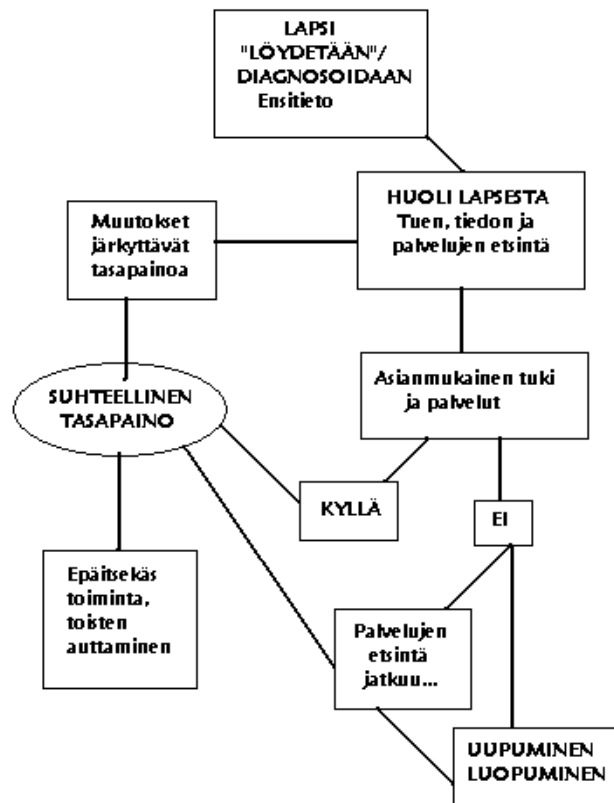 LAPSI
"LÖYDETÄÄN"/
DIAGNOSOIDAAN
Ensitieto
HUOLI LAPSESTA
Tuen, tiedon ja
palvelujen etsintä
Muutokset
järkyttävät
tasapainoa
Asianmukainen tuki
ja palvelut
SUHTEELLINEN
TASAPAINO
KYLLÄ
EI
Epäitsekäs
toiminta,
toisten
auttaminen
Palvelujen
etsintä
jatkuu...
UUPUMINEN
LUOPUMINEN